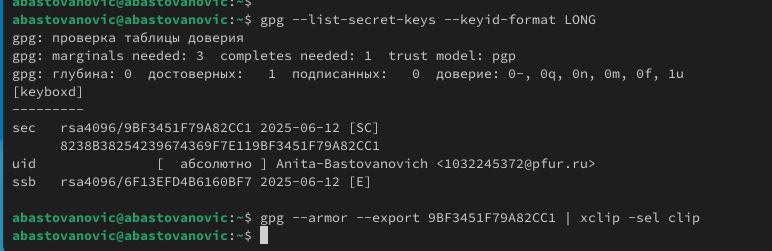 abastovanovic@abastovanovic:~$
abastovanovic@abastovanovic:~$ gpg --list-secret-keys --keyid-format LONG
gpg: проверка таблицы доверия
gpg: marginals needed: 3  completes needed: 1  trust model: pgp
gpg: глубина: 0  достоверных:   1  подписанных:   0  доверие: 0-, 0q, 0n, 0m, 0f, 1u
[keyboxd]
---------
sec   rsa4096/9BF3451F79A82CC1 2025-06-12 [SC]
      8238B38254239674369F7E119BF3451F79A82CC1
uid              [  абсолютно ] Anita-Bastovanovich <1032245372@pfur.ru>
ssb   rsa4096/6F13EFD4B6160BF7 2025-06-12 [E]
abastovanovic@abastovanovic:~$ gpg --armor --export 9BF3451F79A82CC1 | xclip -sel clip
abastovanovic@abastovanovic:~$